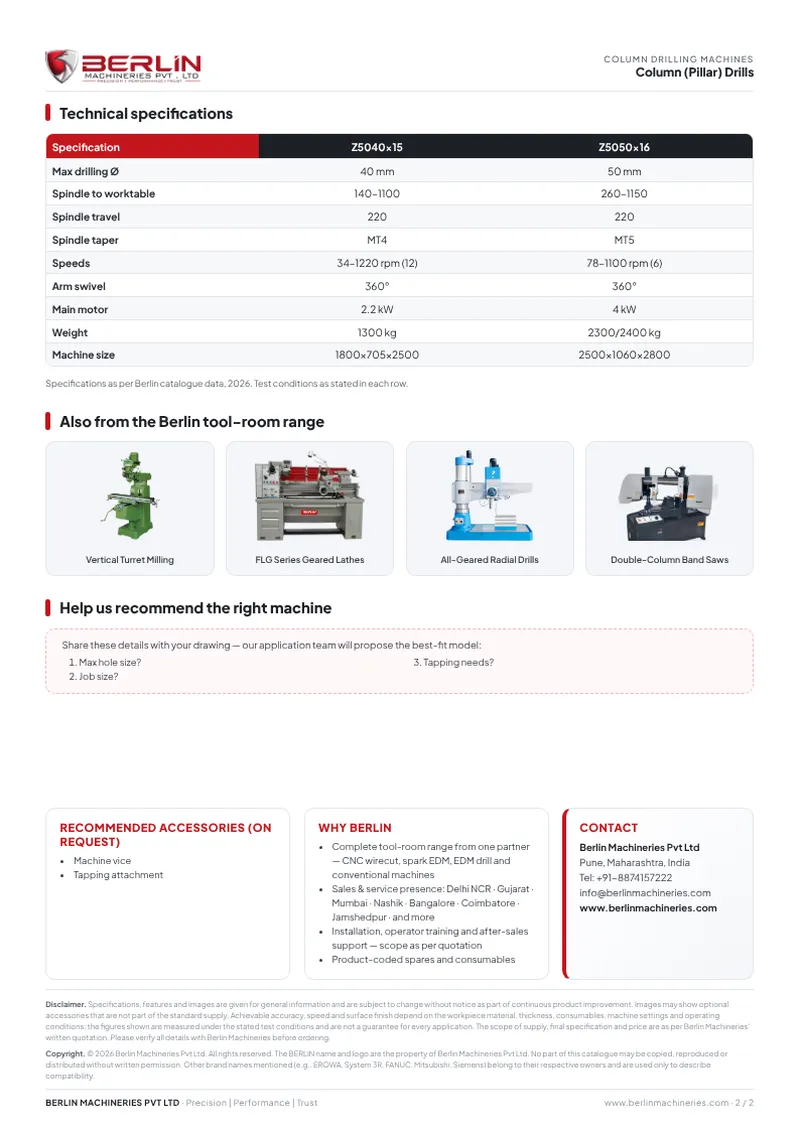 BERLIN
MACHINERIES PVT. LTD
PRECISION | PERFORMANCE | TRUST
COLUMN DRILLING MACHINES
Column (Pillar) Drills
Technical specifications
Specification Z5040×15 Z5050×16
Max drilling Ø 40 mm 50 mm
Spindle to worktable 140–1100 260–1150
Spindle travel 220 220
Spindle taper MT4 MT5
Speeds 34–1220 rpm (12) 78–1100 rpm (6)
Arm swivel 360° 360°
Main motor 2.2 kW 4 kW
Weight 1300 kg 2300/2400 kg
Machine size 1800×705×2500 2500×1060×2800
Specifications as per Berlin catalogue data, 2026. Test conditions as stated in each row.
Also from the Berlin tool-room range
Vertical Turret Milling
FLG Series Geared Lathes
All-Geared Radial Drills
Double-Column Band Saws
Help us recommend the right machine
Share these details with your drawing — our application team will propose the best-fit model:
1. Max hole size?
2. Job size?
3. Tapping needs?
RECOMMENDED ACCESSORIES (ON
REQUEST)
• Machine vice
• Tapping attachment
WHY BERLIN
• Complete tool-room range from one partner
— CNC wirecut, spark EDM, EDM drill and
conventional machines
• Sales & service presence: Delhi NCR · Gujarat ·
Mumbai · Nashik · Bangalore · Coimbatore ·
Jamshedpur · and more
• Installation, operator training and after-sales
support — scope as per quotation
• Product-coded spares and consumables
CONTACT
Berlin Machineries Pvt Ltd
Pune, Maharashtra, India
Tel: +91-8874157222
info@berlinmachineries.com
www.berlinmachineries.com
Disclaimer. Specifications, features and images are given for general information and are subject to change without notice as part of continuous product improvement. Images may show optional
accessories that are not part of the standard supply. Achievable accuracy, speed and surface finish depend on the workpiece material, thickness, consumables, machine settings and operating
conditions; the figures shown are measured under the stated test conditions and are not a guarantee for every application. The scope of supply, final specification and price are as per Berlin Machineries'
written quotation. Please verify all details with Berlin Machineries before ordering.
Copyright. © 2026 Berlin Machineries Pvt Ltd. All rights reserved. The BERLIN name and logo are the property of Berlin Machineries Pvt Ltd. No part of this catalogue may be copied, reproduced or
distributed without written permission. Other brand names mentioned (e.g. EROWA, System 3R, FANUC, Mitsubishi, Siemens) belong to their respective owners and are used only to describe
compatibility.
BERLIN MACHINERIES PVT LTD · Precision | Performance | Trust
www.berlinmachineries.com · 2 / 2